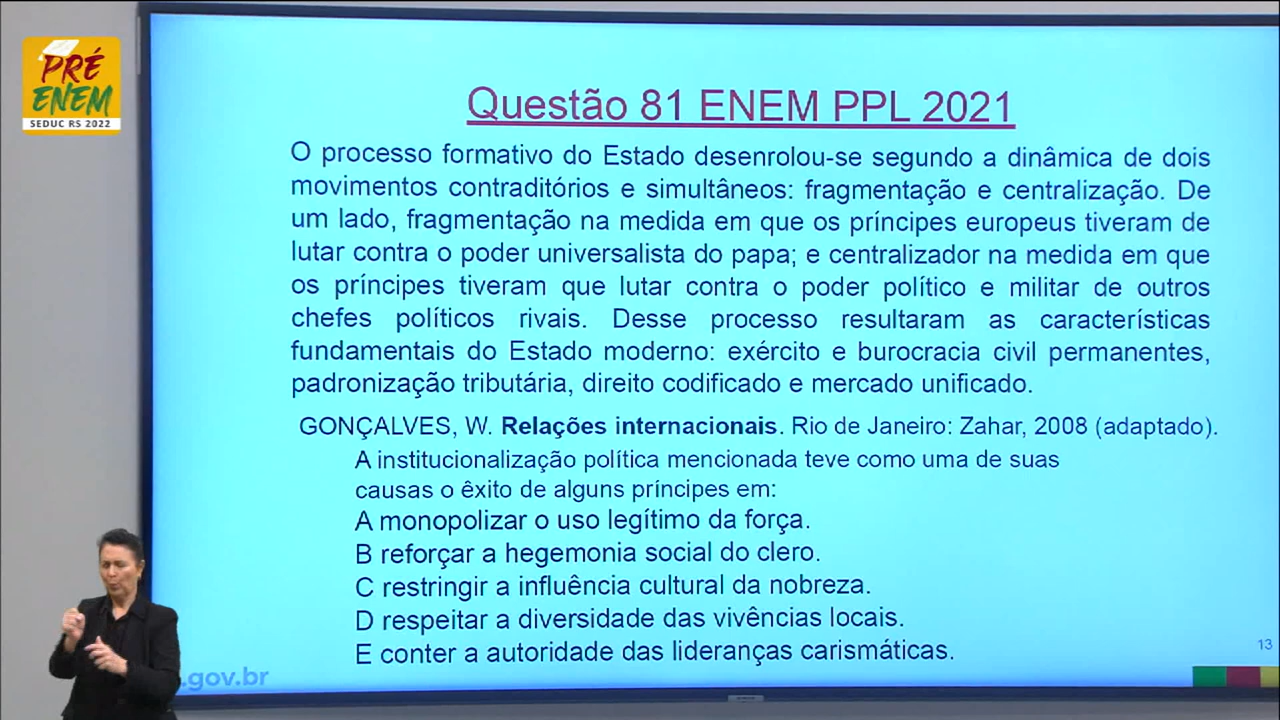 PRÉ
ENEM
SEDUC RS 2022
Questão 81 ENEM PPL 2021
O processo formativo do Estado desenrolou-se segundo a dinâmica de dois
movimentos contraditórios e simultâneos: fragmentação e centralização. De
um lado, fragmentação na medida em que os príncipes europeus tiveram de
lutar contra o poder universalista do papa; e centralizador na medida em que
os príncipes tiveram que lutar contra o poder político e militar de outros
chefes políticos rivais. Desse processo resultaram as características
fundamentais do Estado moderno: exército e burocracia civil permanentes,
padronização tributária, direito codificado e mercado unificado.
GONÇALVES, W. Relações internacionais. Rio de Janeiro: Zahar, 2008 (adaptado).
A institucionalização política mencionada teve como uma de suas
causas o êxito de alguns príncipes em:
A monopolizar o uso legítimo da força.
B reforçar a hegemonia social do clero.
C restringir a influência cultural da nobreza.
D respeitar a diversidade das vivências locais.
E conter a autoridade das lideranças carismáticas.
13
.gov.br